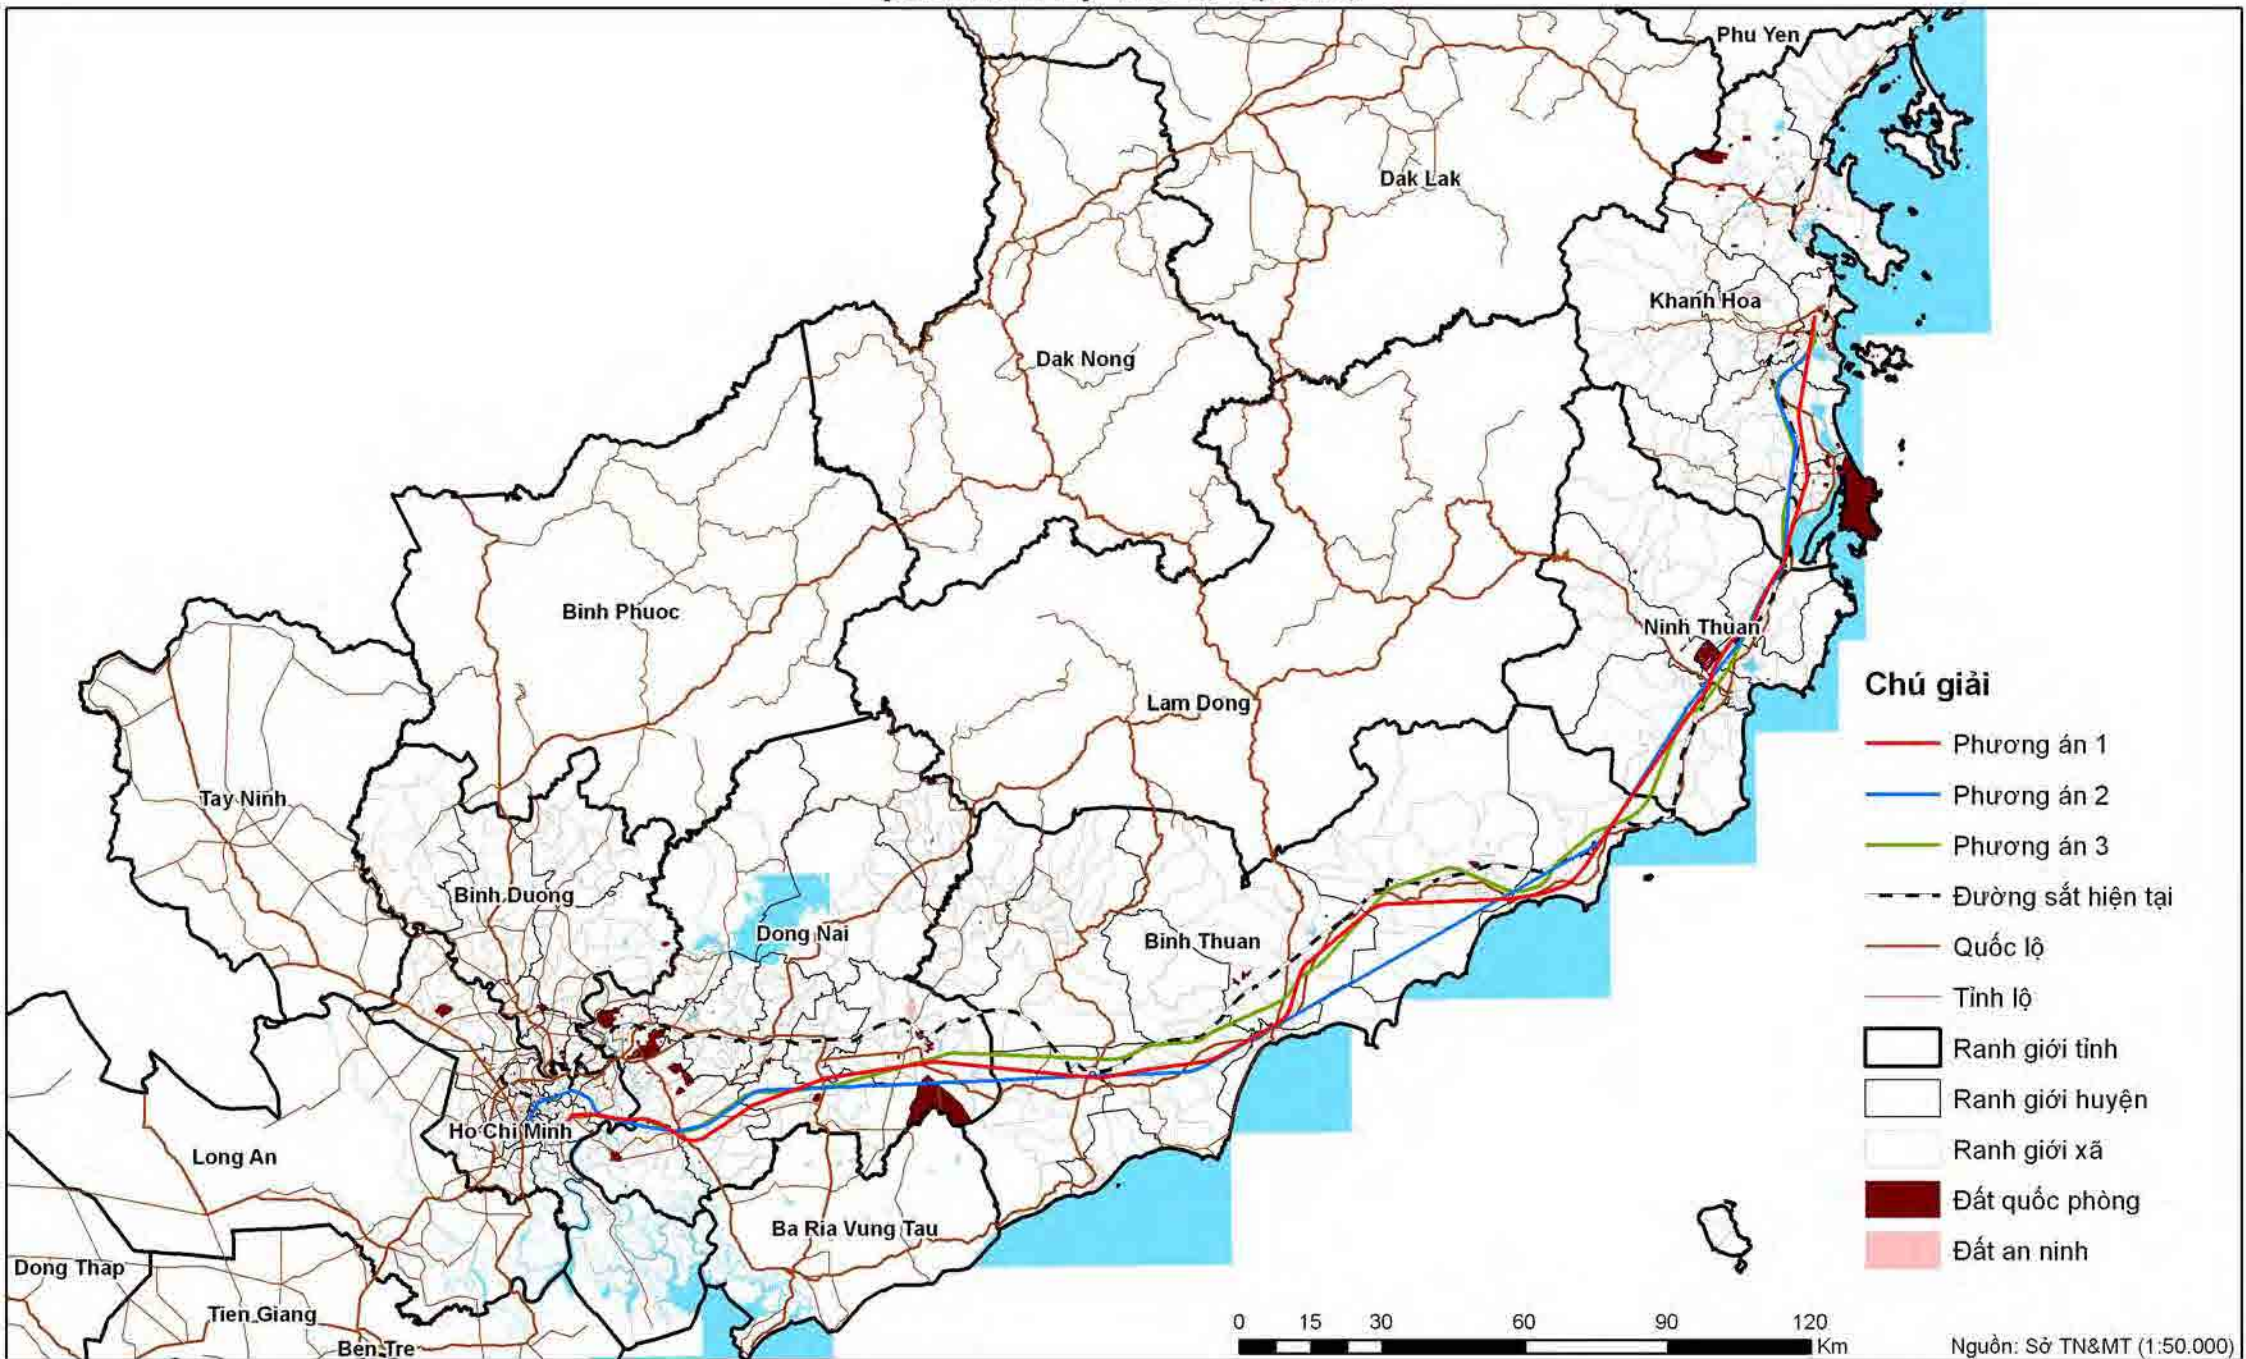 Phu Yen
Dak Lak
Khanh Hoa
Dak Nong
Binh Phuoc
Ninh Thuan
Lam Dong
Tay Ninh
Binh Duong
Dong Nai
Binh Thuan
Ho Chi Minh
Long An
Ba Ria Vung Tau
Dong Thap
Tien Giang
Ben Tre
Chú giải
Phương án 1
Phương án 2
Phương án 3
Đường sắt hiện tại
Quốc lộ
Tỉnh lộ
Ranh giới tỉnh
Ranh giới huyện
Ranh giới xã
Đất quốc phòng
Đất an ninh
0 15 30 60 90 120
Km
Nguồn: Sở TN&MT (1:50.000)